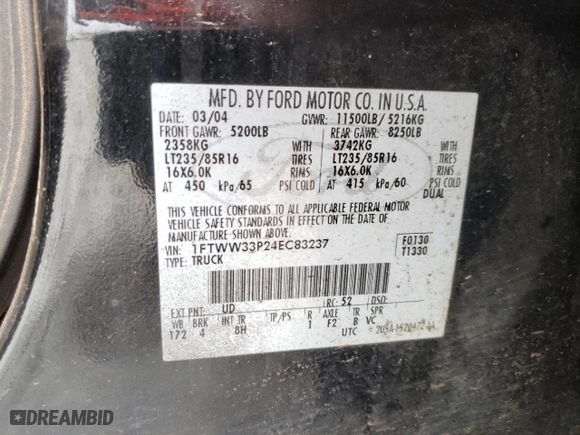 MFD. BY FORD MOTOR CO. IN U.S.A.
DATE: 03/04 GVWR: 11500LB/ 5216KG
FRONT GAWR: 5200LB REAR GAWR: 8250LB
2358KG WITH 3742KG WITH
LT235/85R16 TIRES LT235/85R16 TIRES
16X6.0K RIMS 16X6.0K RIMS
AT 450 kPa/65 PSI COLD AT 415 kPa/60 PSI COLD
DUAL
THIS VEHICLE CONFORMS TO ALL APPLICABLE FEDERAL MOTOR
VEHICLE SAFETY STANDARDS IN EFFECT ON THE DATE OF
MANUFACTURE SHOWN ABOVE.
VIN: 1FTWW33P24EC83237 F0130
TYPE: TRUCK T1330
EXT PNT: UD RC: 52 DSO:
WB BRK INT TR TP/PS R AXLE TR SPR
172 4 8H 1 F2 B VC
UTC
DREAMBID